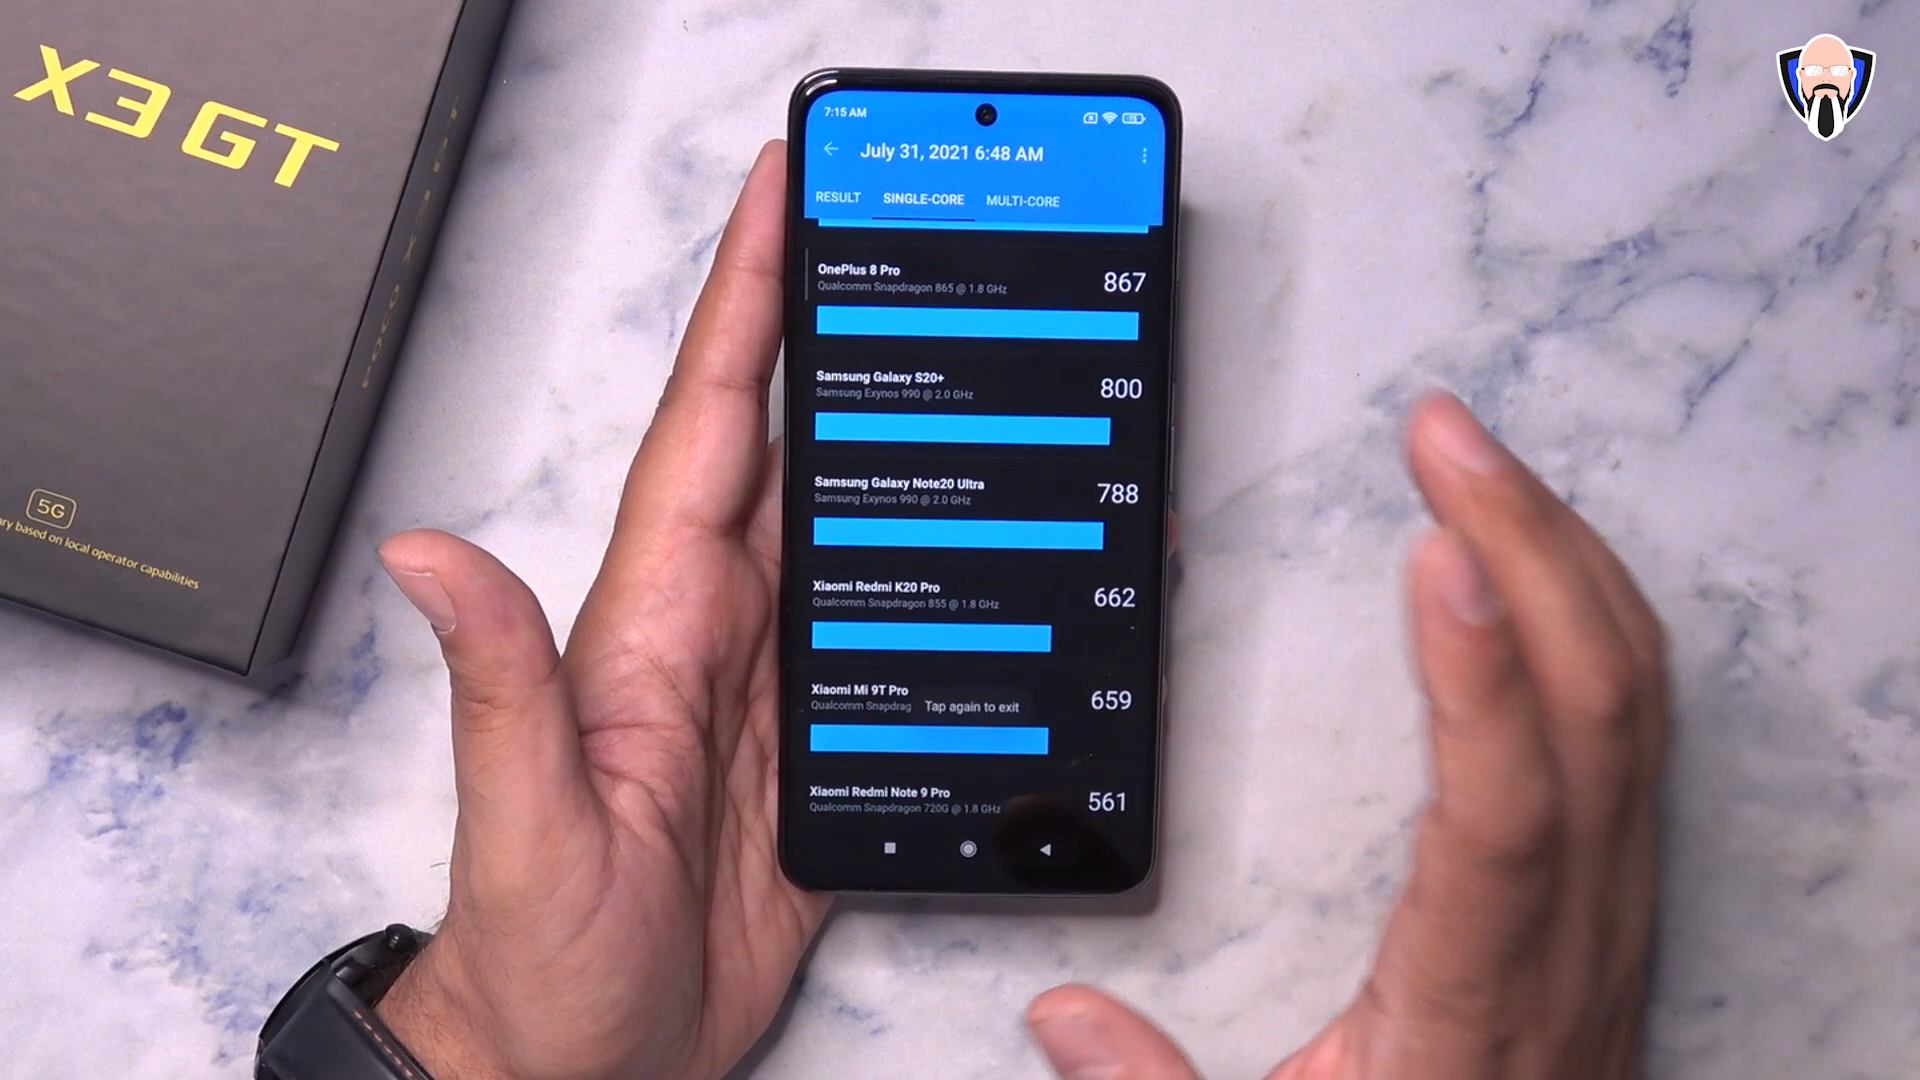 X3 GT
POCO X3 GT
5G
ary based on local operator capabilities
7:15 AM
July 31, 2021 6:48 AM
RESULT SINGLE-CORE MULTI-CORE
OnePlus 8 Pro
867
Qualcomm Snapdragon 865 @ 1.8 GHz
Samsung Galaxy S20+
800
Samsung Exynos 990 @ 2.0 GHz
Samsung Galaxy Note20 Ultra
788
Samsung Exynos 990 @ 2.0 GHz
Xiaomi Redmi K20 Pro
662
Qualcomm Snapdragon 855 @ 1.8 GHz
Xiaomi Mi 9T Pro
659
Qualcomm Snapdrag
Tap again to exit
Xiaomi Redmi Note 9 Pro
561
Qualcomm Snapdragon 720G @ 1.8 GHz